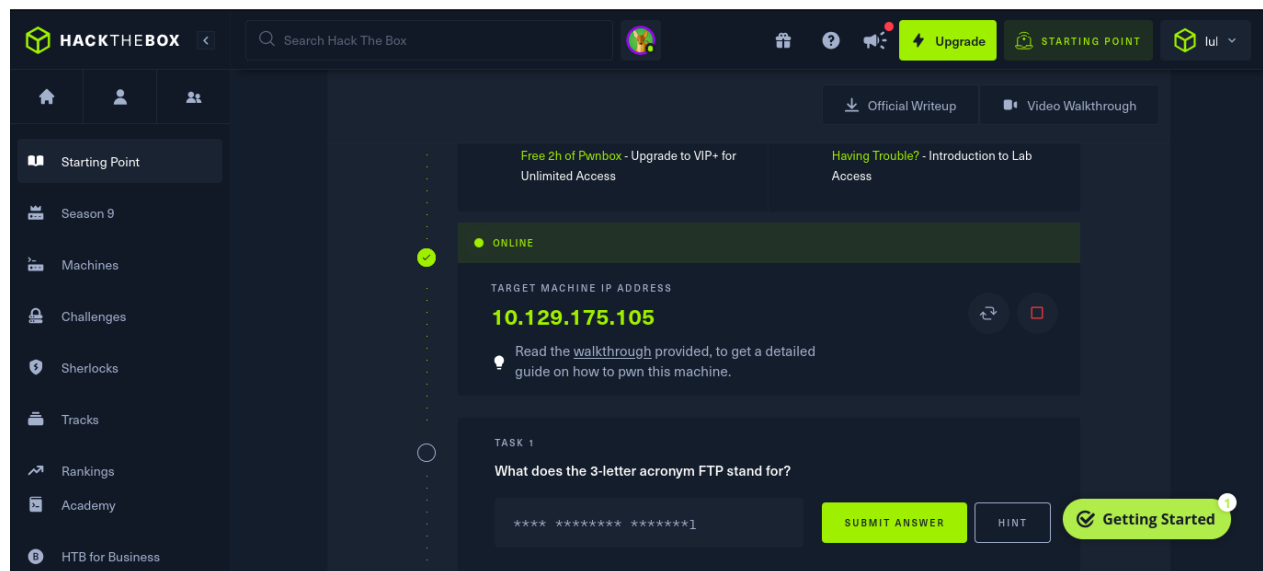 HACKTHEBOX
Search Hack The Box
Upgrade
STARTING POINT
lul
Official Writeup
Video Walkthrough
Starting Point
Season 9
Machines
Challenges
Sherlocks
Tracks
Rankings
Academy
HTB for Business
Free 2h of Pwnbox - Upgrade to VIP+ for
Unlimited Access
Having Trouble? - Introduction to Lab
Access
ONLINE
TARGET MACHINE IP ADDRESS
10.129.175.105
Read the walkthrough provided, to get a detailed
guide on how to pwn this machine.
TASK 1
What does the 3-letter acronym FTP stand for?
**** ******** *******l
SUBMIT ANSWER
HINT
Getting Started
1